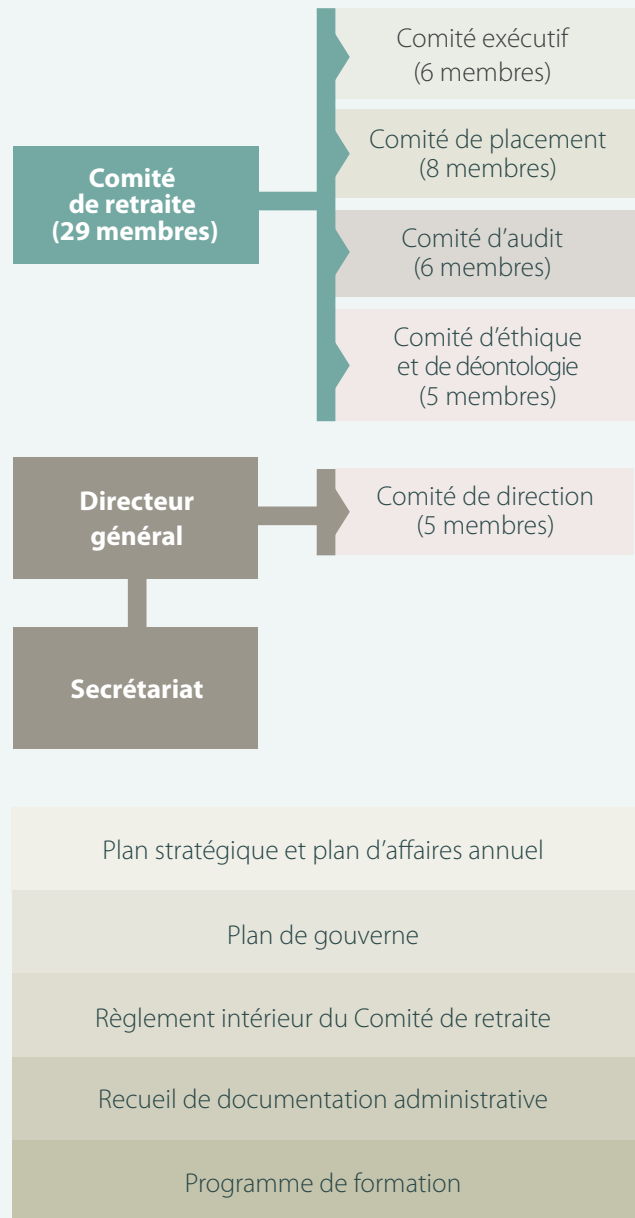 Comité exécutif
(6 membres)
Comité de placement
(8 membres)
Comité
de retraite
(29 membres)
Comité d’audit
(6 membres)
Comité d’éthique
et de déontologie
(5 membres)
Directeur
général
Comité de direction
(5 membres)
Secrétariat
Plan stratégique et plan d’affaires annuel
Plan de gouverne
Règlement intérieur du Comité de retraite
Recueil de documentation administrative
Programme de formation